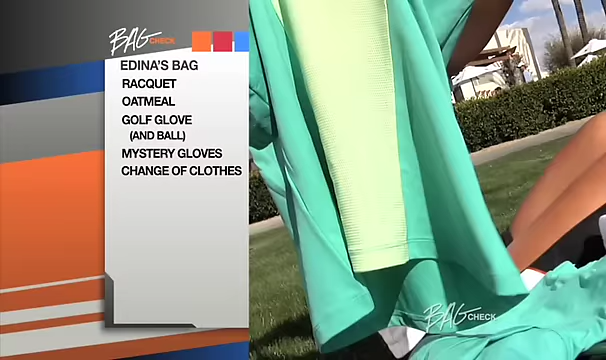 BAG CHECK
EDINA'S BAG
RACQUET
OATMEAL
GOLF GLOVE
(AND BALL)
MYSTERY GLOVES
CHANGE OF CLOTHES
BAG CHECK